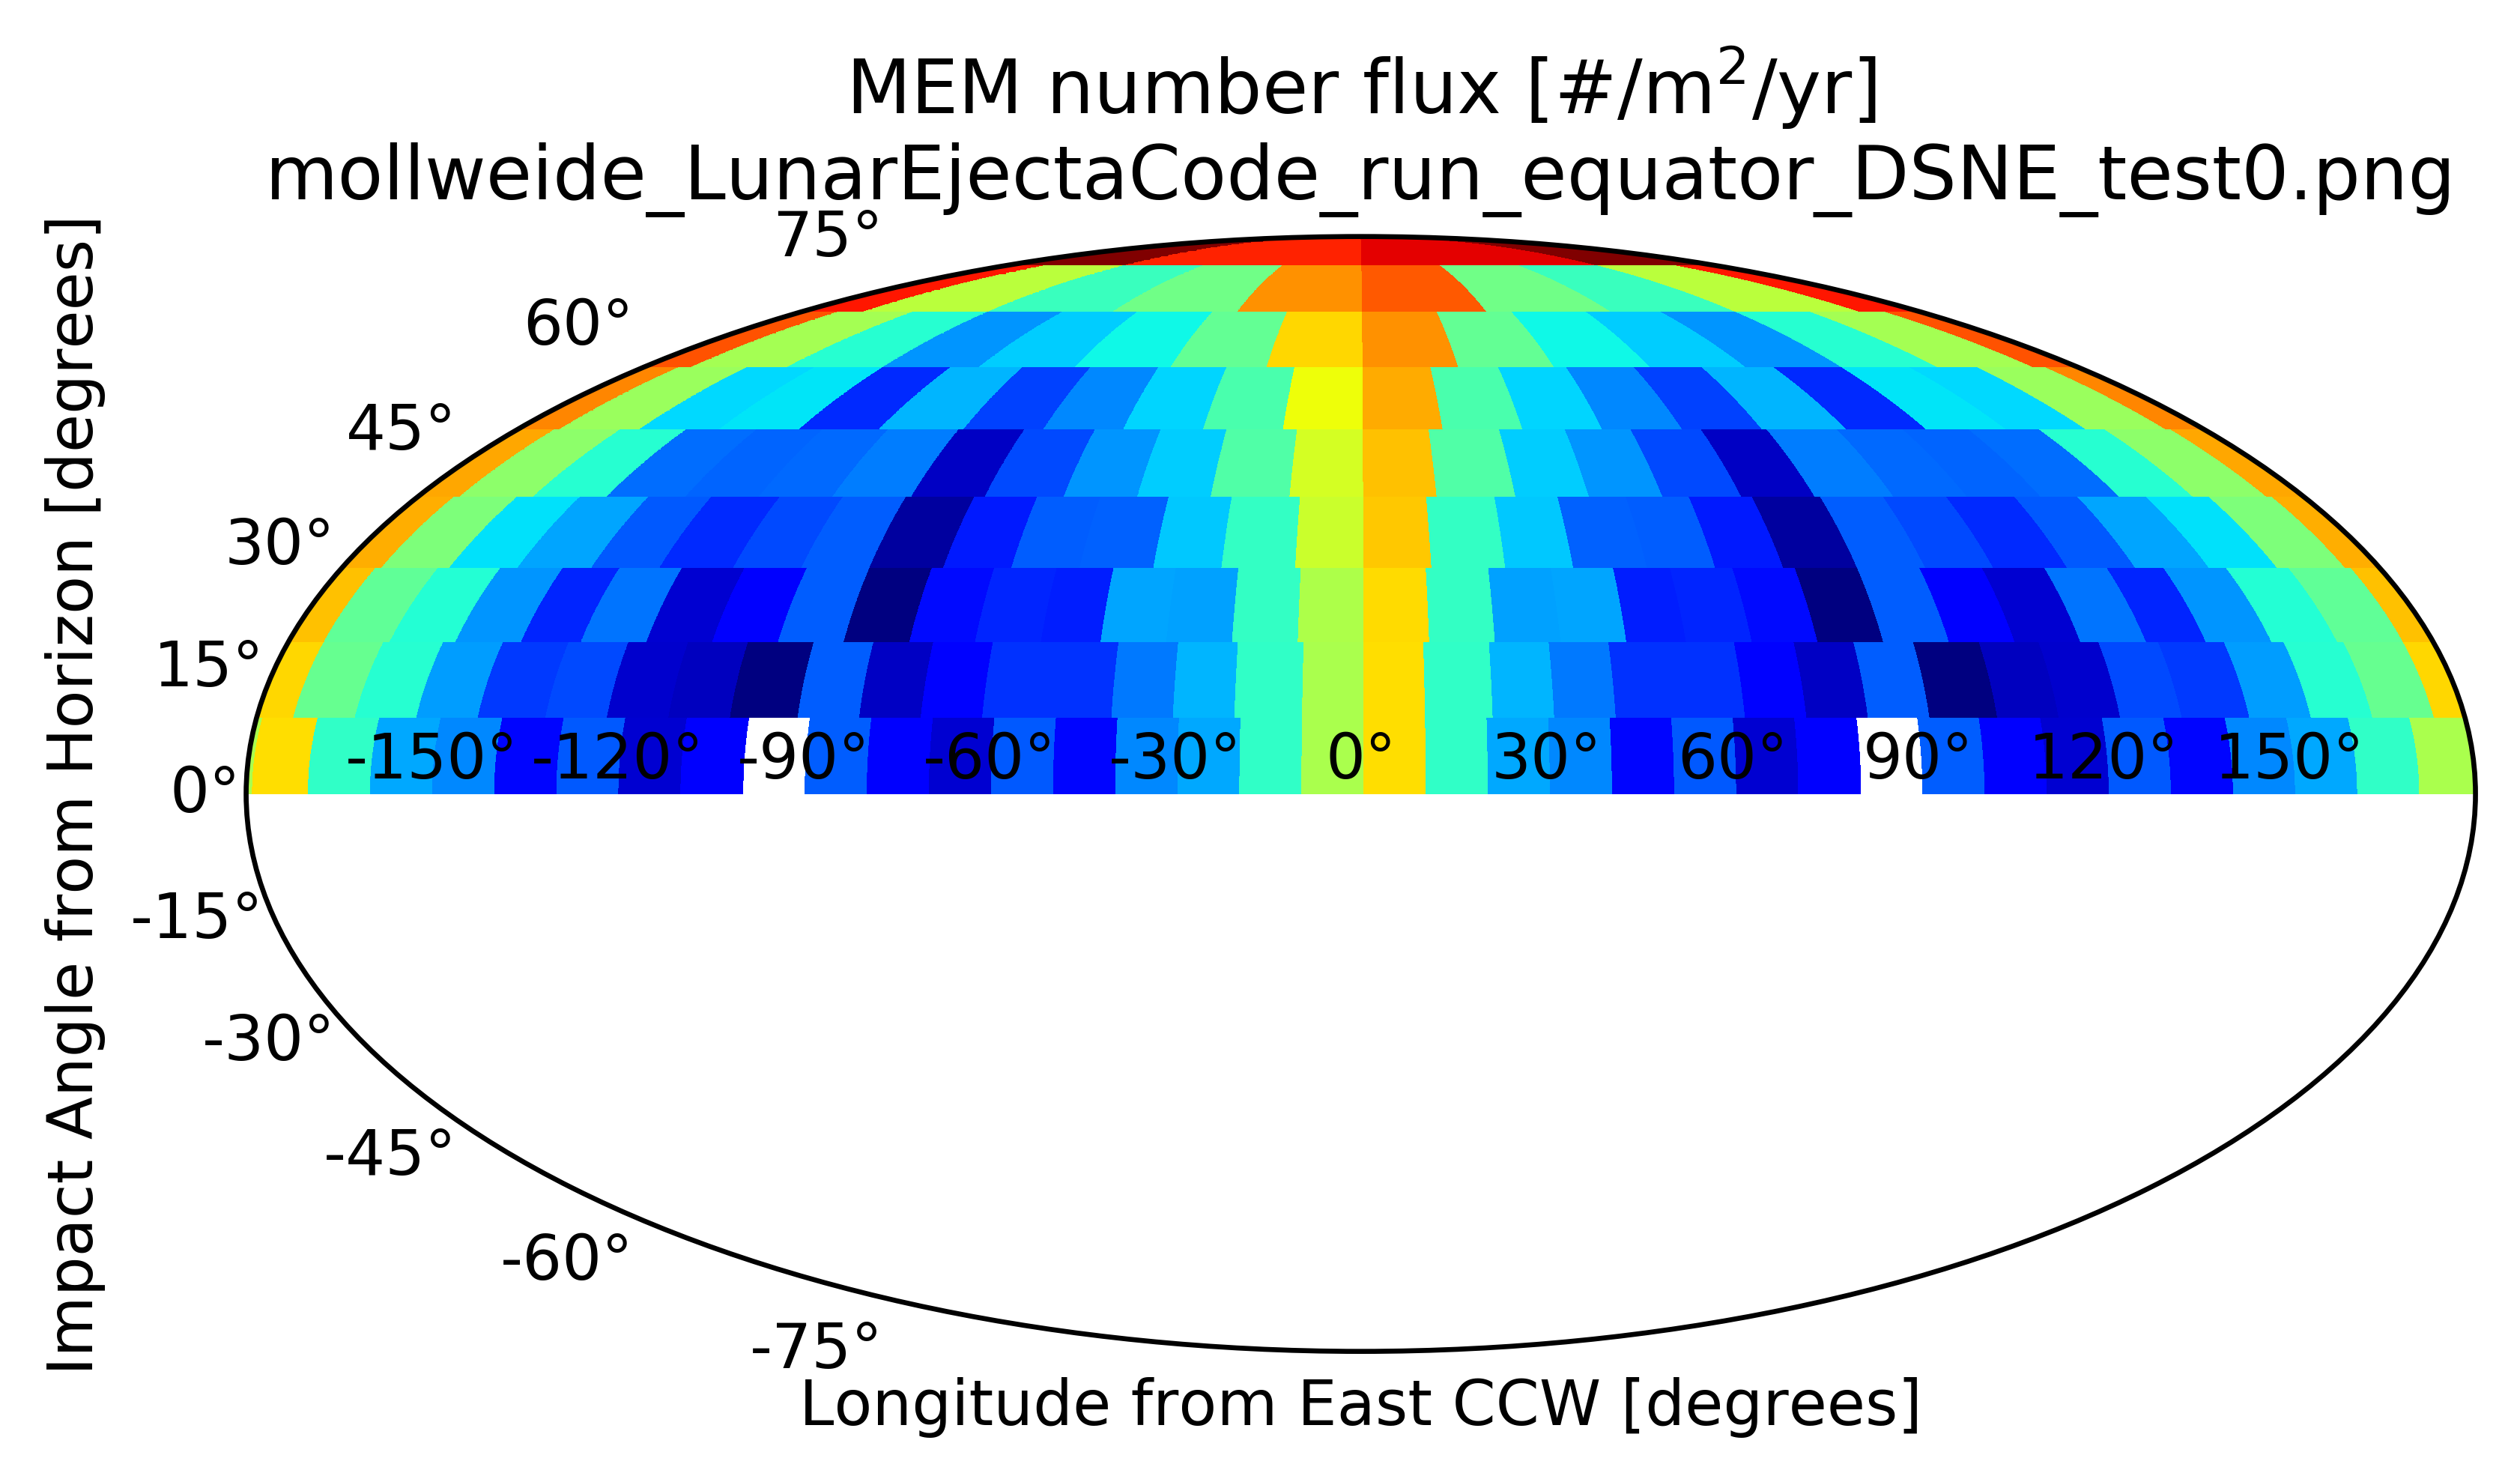 MEM number flux [#/m²/yr]
mollweide_LunarEjectaCode_run_equator_DSNE_test0.png
Impact Angle from Horizon [degrees]
75°
60°
45°
30°
15°
0°
-15°
-30°
-45°
-60°
-75°
-150° -120° -90° -60° -30° 0° 30° 60° 90° 120° 150°
Longitude from East CCW [degrees]